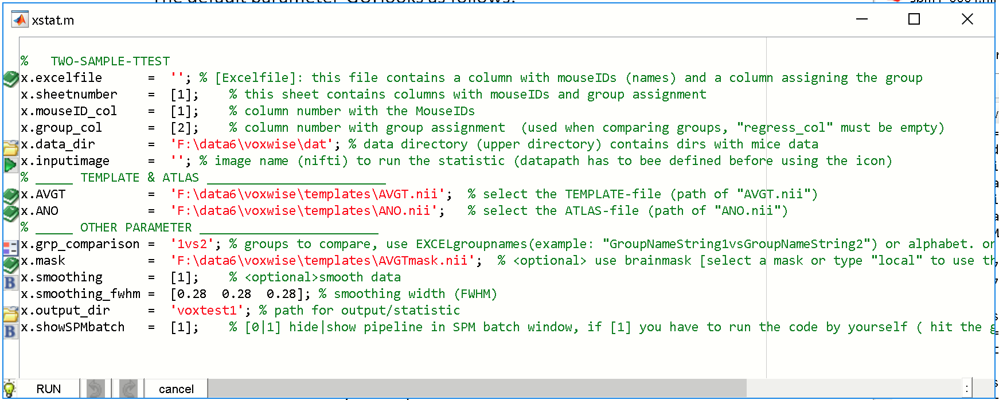 The default parameter GUI looks as follows:
xstat.m
% TWO-SAMPLE-TTEST
x.excelfile = ''; % [Excelfile]: this file contains a column with mouseIDs (names) and a column assigning the group
x.sheetnumber = [1]; % this sheet contains columns with mouseIDs and group assignment
x.mouseID_col = [1]; % column number with the MouseIDs
x.group_col = [2]; % column number with group assignment (used when comparing groups, "regress_col" must be empty)
x.data_dir = 'F:\data6\voxwise\dat'; % data directory (upper directory) contains dirs with mice data
x.inputimage = ''; % image name (nifti) to run the statistic (datapath has to bee defined before using the icon)
% _____ TEMPLATE & ATLAS ________________________
x.AVGT = 'F:\data6\voxwise\templates\AVGT.nii'; % select the TEMPLATE-file (path of "AVGT.nii")
x.ANO = 'F:\data6\voxwise\templates\ANO.nii'; % select the ATLAS-file (path of "ANO.nii")
% _____ OTHER PARAMETER ________________________
x.grp_comparison = '1vs2'; % groups to compare, use EXCELgroupnames(example: "GroupNameString1vsGroupNameString2") or alphabet. or
x.mask = 'F:\data6\voxwise\templates\AVGTmask.nii'; % <optional> use brainmask [select a mask or type "local" to use th
x.smoothing = [1]; % <optional>smooth data
x.smoothing_fwhm = [0.28 0.28 0.28]; % smoothing width (FWHM)
x.output_dir = 'voxtest1'; % path for output/statistic
x.showSPMbatch = [1]; % [0|1] hide|show pipeline in SPM batch window, if [1] you have to run the code by yourself ( hit the g
RUN cancel :